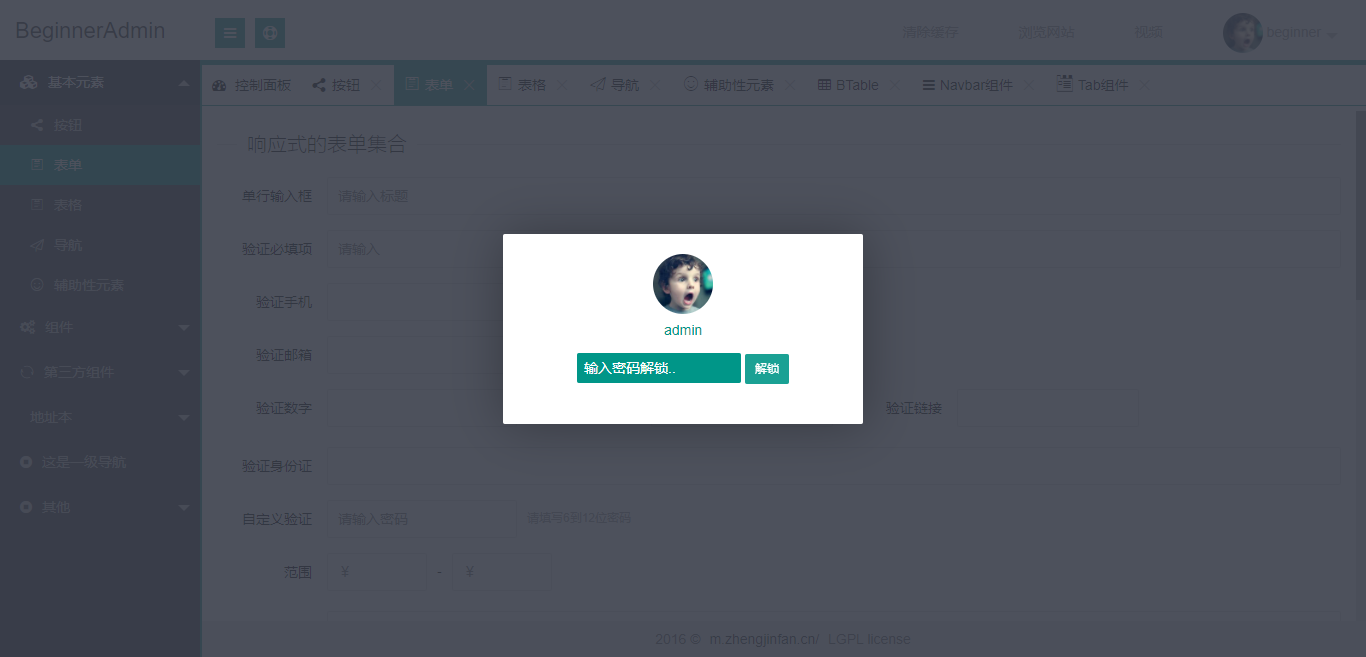 BeginnerAdmin
清除缓存
浏览网站
视频
beginner
基本元素
按钮
表单
表格
导航
辅助性元素
组件
第三方组件
地址本
这是一级导航
其他
控制面板 按钮 表单 表格 导航 辅助性元素 BTable Navbar组件 Tab组件
响应式的表单集合
单行输入框 请输入标题
验证必填项 请输入
验证手机
验证邮箱
验证数字 验证链接
验证身份证
自定义验证 请输入密码 请填写6到12位密码
范围 ¥ - ¥
admin
输入密码解锁.. 解锁
2016 © m.zhengjinfan.cn/ LGPL license